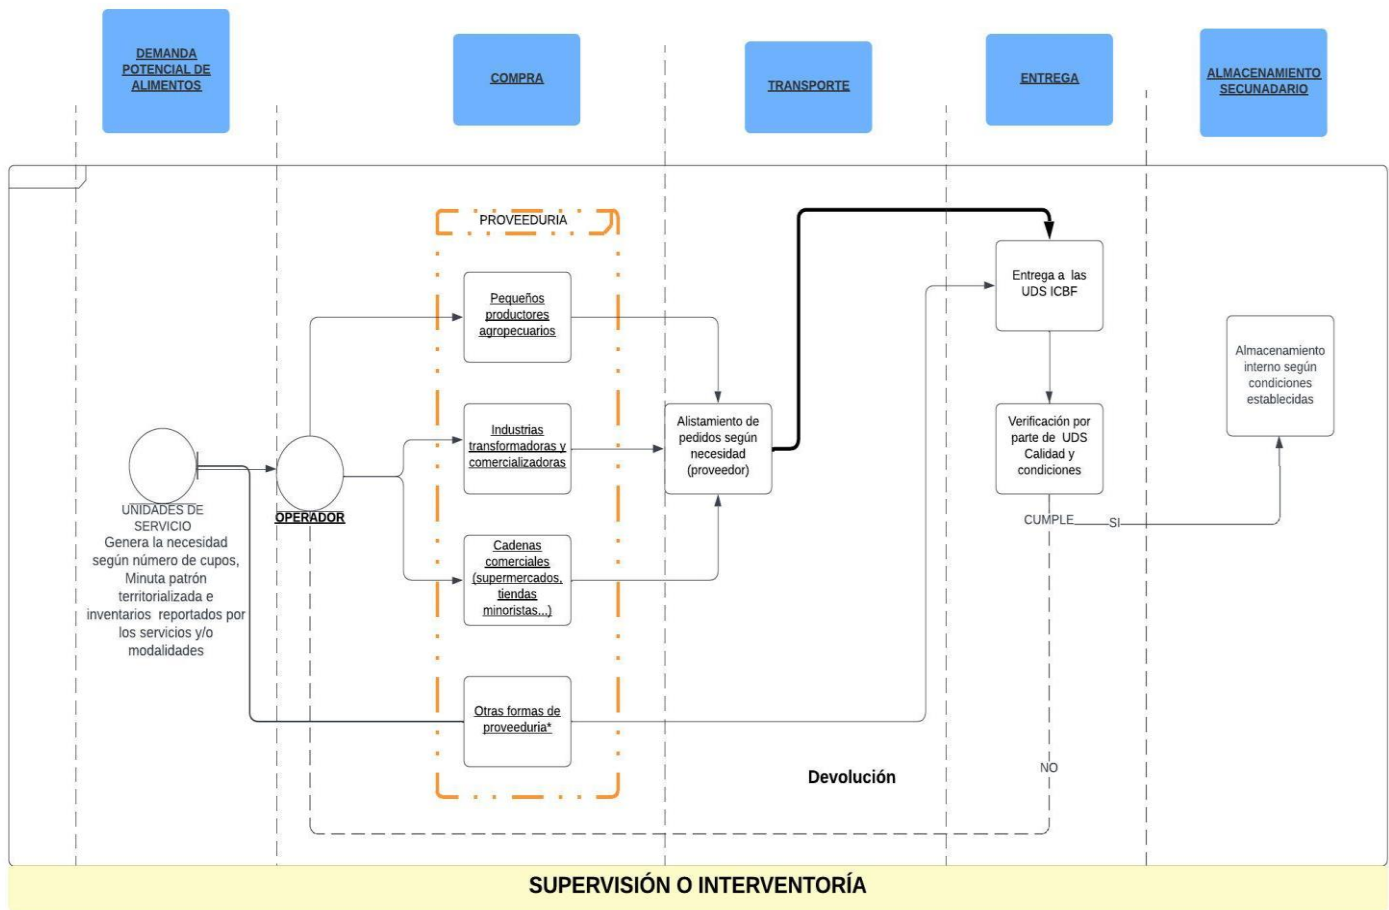 DEMANDA
POTENCIAL DE
ALIMENTOS
COMPRA
TRANSPORTE
ENTREGA
ALMACENAMIENTO
SECUNADARIO
PROVEEDURIA
Pequeños
productores
agropecuarios
Industrias
transformadoras y
comercializadoras
Cadenas
comerciales
(supermercados,
tiendas
minoristas...)
Otras formas de
proveeduria*
UNIDADES DE
SERVICIO
Genera la necesidad
según número de cupos,
Minuta patrón
territorializada e
inventarios reportados por
los servicios y/o
modalidades
OPERADOR
Alistamiento de
pedidos según
necesidad
(proveedor)
Entrega a las
UDS ICBF
Verificación por
parte de UDS
Calidad y
condiciones
CUMPLE
SI
NO
Almacenamiento
interno según
condiciones
establecidas
Devolución
SUPERVISIÓN O INTERVENTORÍA